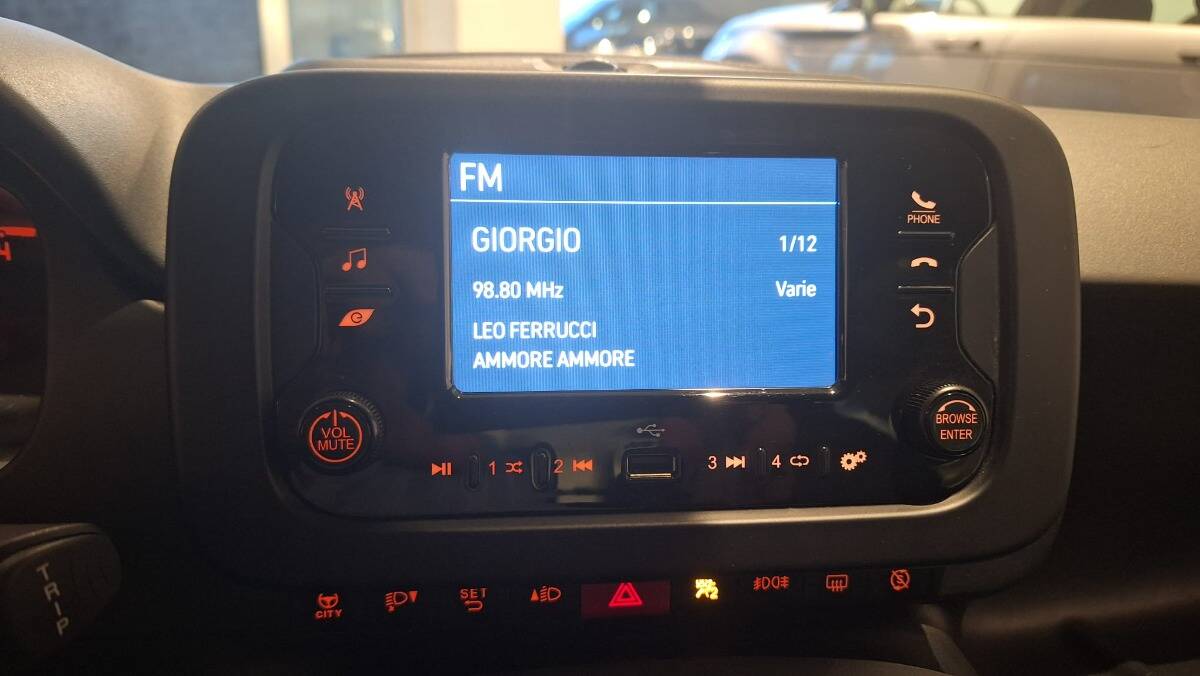 FM
GIORGIO 1/12
98.80 MHz Varie
LEO FERRUCCI
AMMORE AMMORE
PHONE
VOL
MUTE
BROWSE
ENTER
1 2 3 4
CITY
SET
TRIP
4